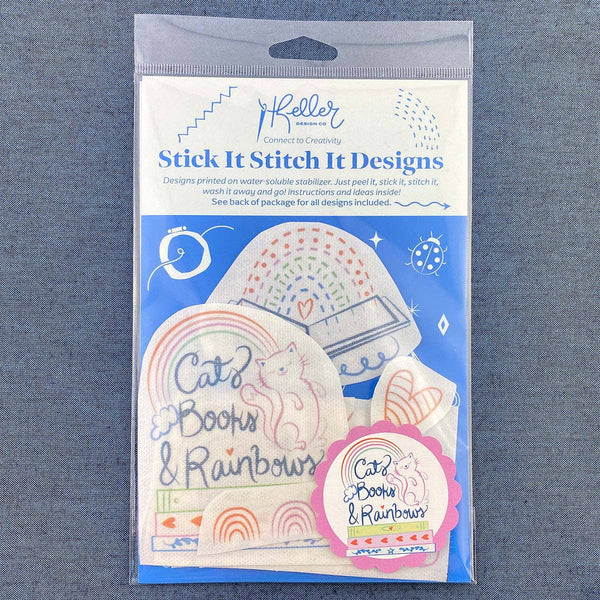 Keller
DESIGN CO
Connect to Creativity
Stick It Stitch It Designs
Designs printed on water-soluble stabilizer. Just peel it, stick it, stitch it,
wash it away and go! Instructions and ideas inside!
See back of package for all designs included.
Cats
Books
& Rainbows
Cats
Books
& Rainbows